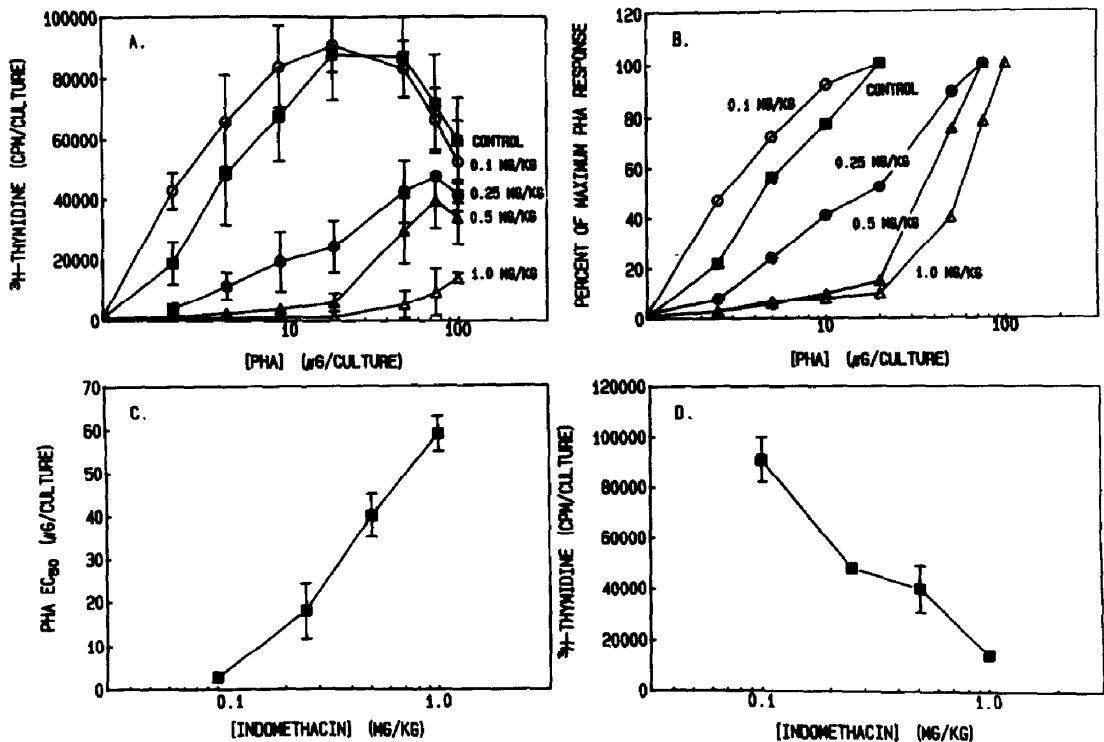 A.
³H-THYMIDINE (CPM/CULTURE)
100000
80000
60000
40000
20000
0
CONTROL
0.1 MG/KG
0.25 MG/KG
0.5 MG/KG
1.0 MG/KG
10
100
[PHA] (µG/CULTURE)
B.
PERCENT OF MAXIMUM PHA RESPONSE
120
100
80
60
40
20
0
0.1 MG/KG
CONTROL
0.25 MG/KG
0.5 MG/KG
1.0 MG/KG
10
100
[PHA] (µG/CULTURE)
C.
PHA EC₅₀ (µG/CULTURE)
70
60
50
40
30
20
10
0
0.1
1.0
[INDOMETHACIN] (MG/KG)
D.
³H-THYMIDINE (CPM/CULTURE)
120000
100000
80000
60000
40000
20000
0
0.1
1.0
[INDOMETHACIN] (MG/KG)